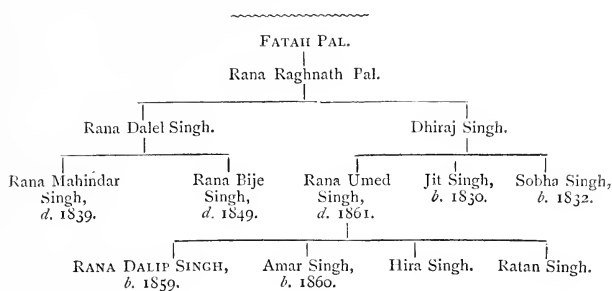 FATAH PAL.
Rana Raghnath Pal.
Rana Dalel Singh. Dhiraj Singh.
Rana Mahindar Rana Bije Rana Umed Jit Singh, Sobha Singh,
Singh, Singh, Singh, b. 1830. b. 1832.
d. 1839. d. 1849. d. 1861.
RANA DALIP SINGH, Amar Singh, Hira Singh. Ratan Singh.
b. 1859. b. 1860.